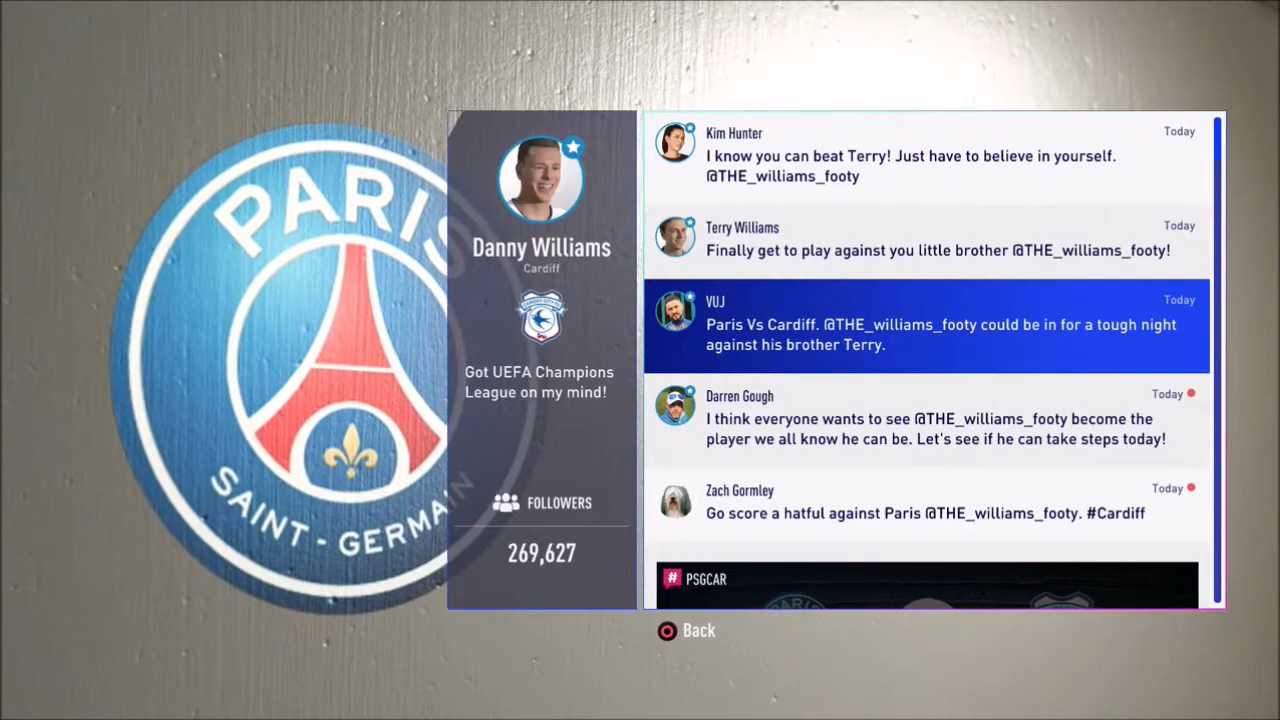 PARIS
SAINT - GERMAIN
Danny Williams
Cardiff
CARDIFF CITY FC
Got UEFA Champions
League on my mind!
FOLLOWERS
269,627
Kim Hunter
Today
I know you can beat Terry! Just have to believe in yourself.
@THE_williams_footy
Terry Williams
Today
Finally get to play against you little brother @THE_williams_footy!
VUJ
Today
Paris Vs Cardiff. @THE_williams_footy could be in for a tough night
against his brother Terry.
Darren Gough
Today
I think everyone wants to see @THE_williams_footy become the
player we all know he can be. Let's see if he can take steps today!
Zach Gormley
Today
Go score a hatful against Paris @THE_williams_footy. #Cardiff
# PSGCAR
PARIS
Back